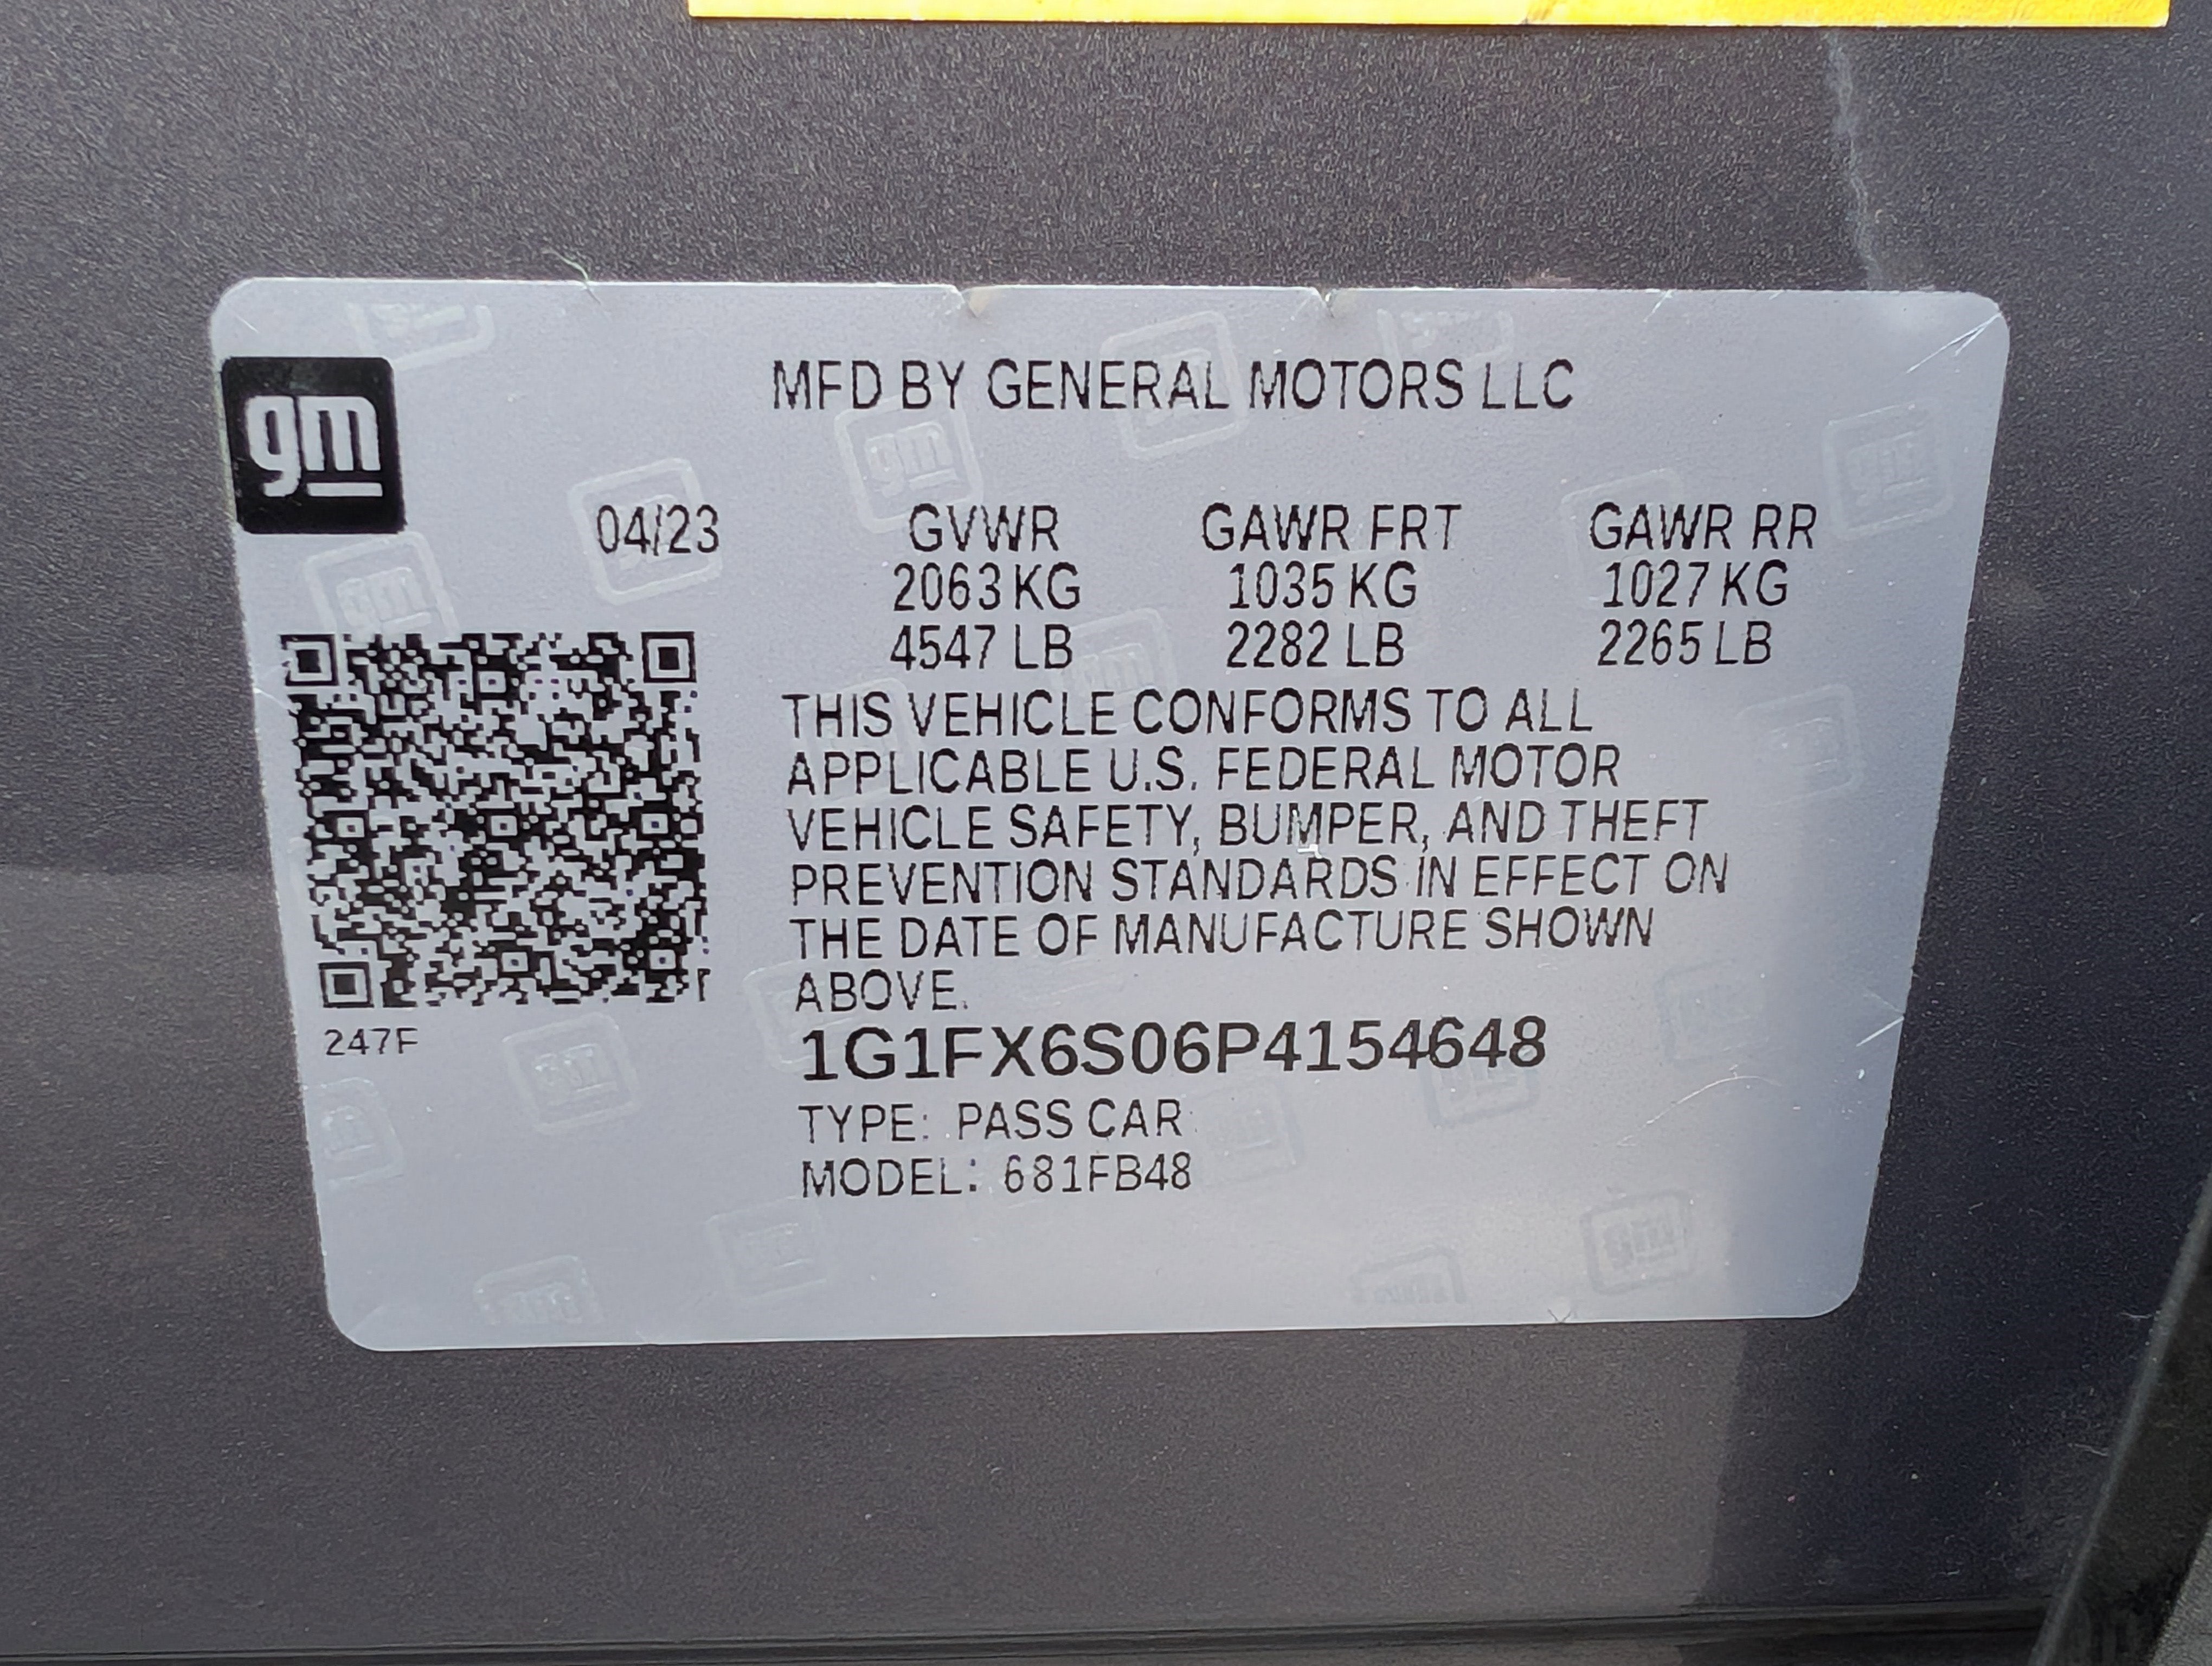 MFD BY GENERAL MOTORS LLC
gm
04/23 GVWR GAWR FRT GAWR RR
2063 KG 1035 KG 1027 KG
4547 LB 2282 LB 2265 LB
THIS VEHICLE CONFORMS TO ALL
APPLICABLE U.S. FEDERAL MOTOR
VEHICLE SAFETY, BUMPER, AND THEFT
PREVENTION STANDARDS IN EFFECT ON
THE DATE OF MANUFACTURE SHOWN
ABOVE.
247F
1G1FX6S06P4154648
TYPE: PASS CAR
MODEL: 681FB48